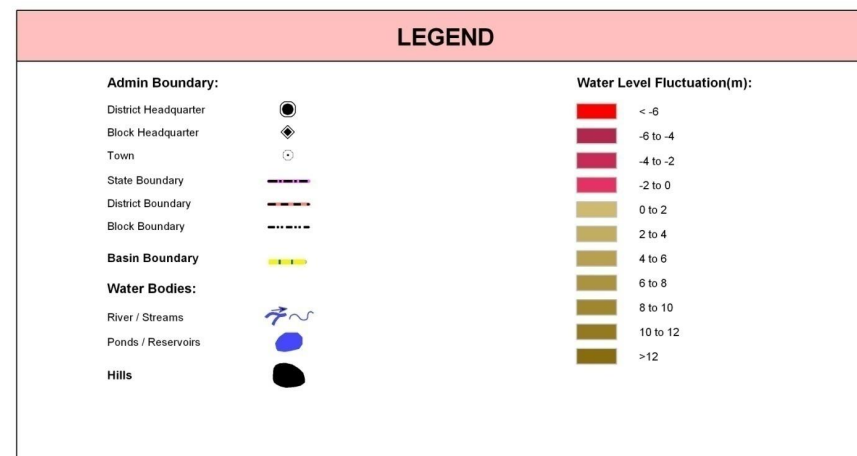 LEGEND
Admin Boundary:
District Headquarter
Block Headquarter
Town
State Boundary
District Boundary
Block Boundary
Basin Boundary
Water Bodies:
River / Streams
Ponds / Reservoirs
Hills
Water Level Fluctuation(m):
< -6
-6 to -4
-4 to -2
-2 to 0
0 to 2
2 to 4
4 to 6
6 to 8
8 to 10
10 to 12
>12